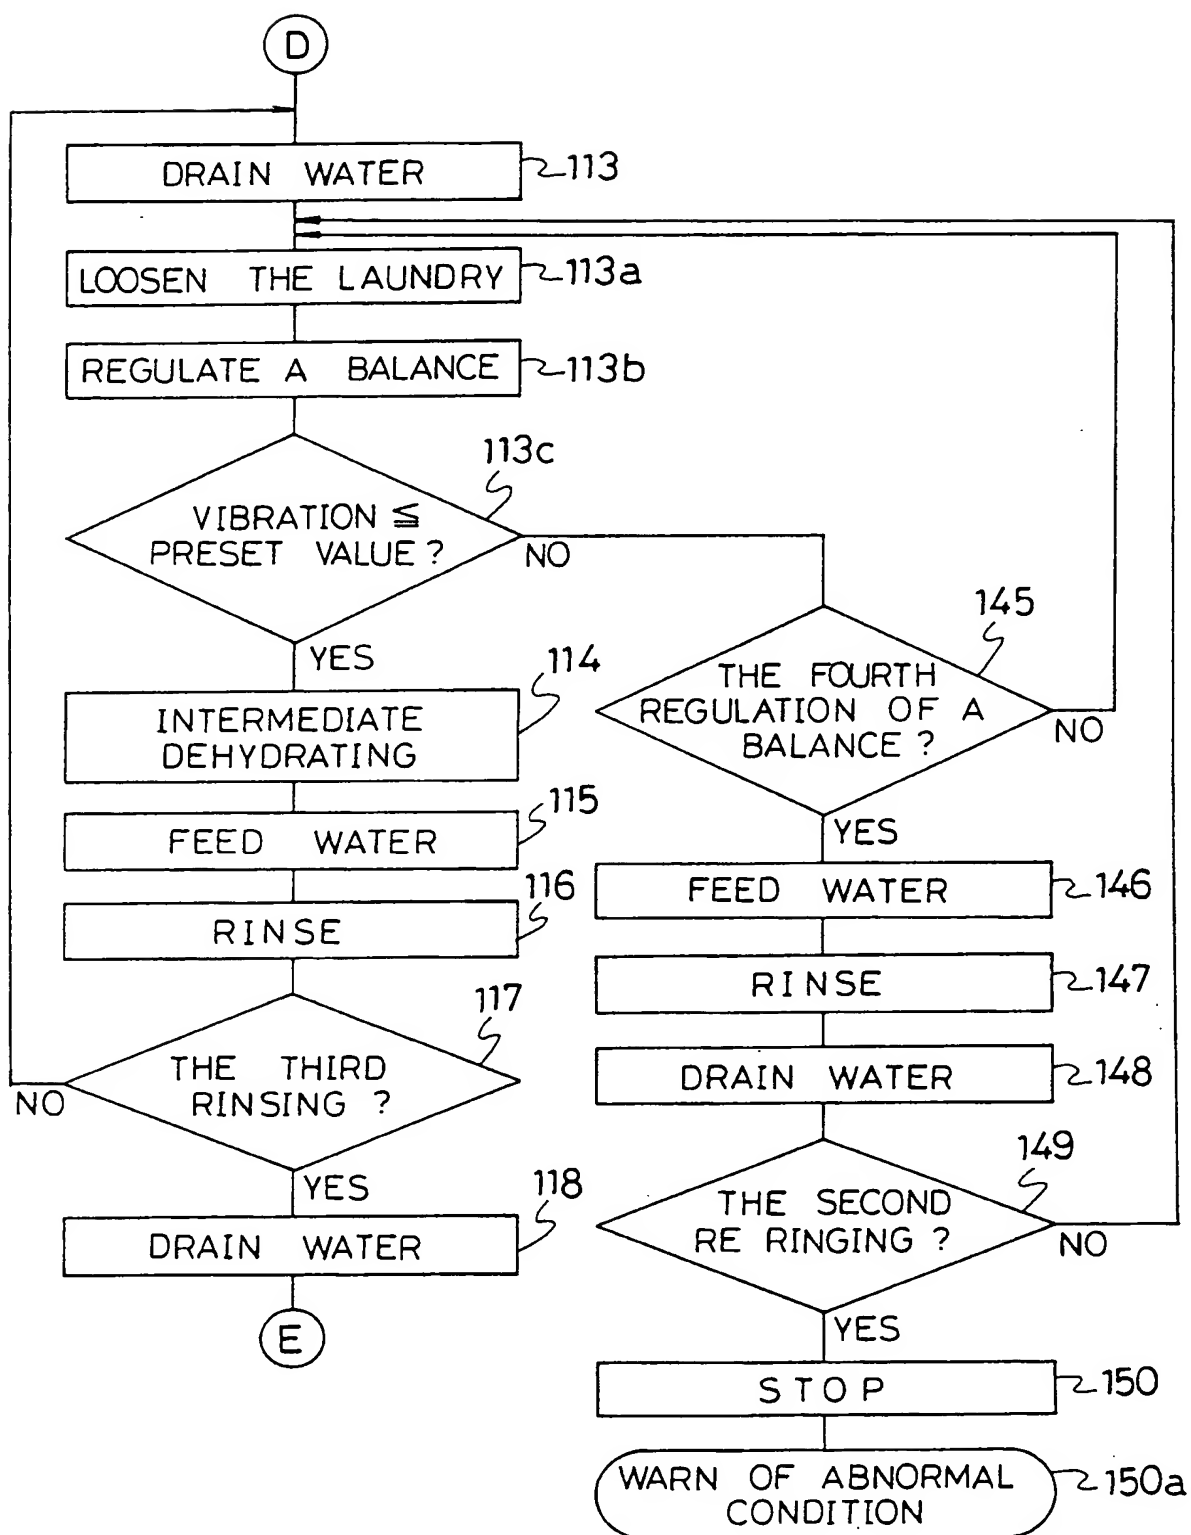 D
DRAIN WATER
113
LOOSEN THE LAUNDRY
113a
REGULATE A BALANCE
113b
113c
VIBRATION ≦
PRESET VALUE ?
NO
YES
145
THE FOURTH
REGULATION OF A
BALANCE ?
NO
YES
114
INTERMEDIATE
DEHYDRATING
115
FEED WATER
116
RINSE
117
THE THIRD
RINSING ?
NO
YES
118
DRAIN WATER
E
FEED WATER
146
RINSE
147
DRAIN WATER
148
149
THE SECOND
RE RINGING ?
NO
YES
STOP
150
WARN OF ABNORMAL
CONDITION
150a